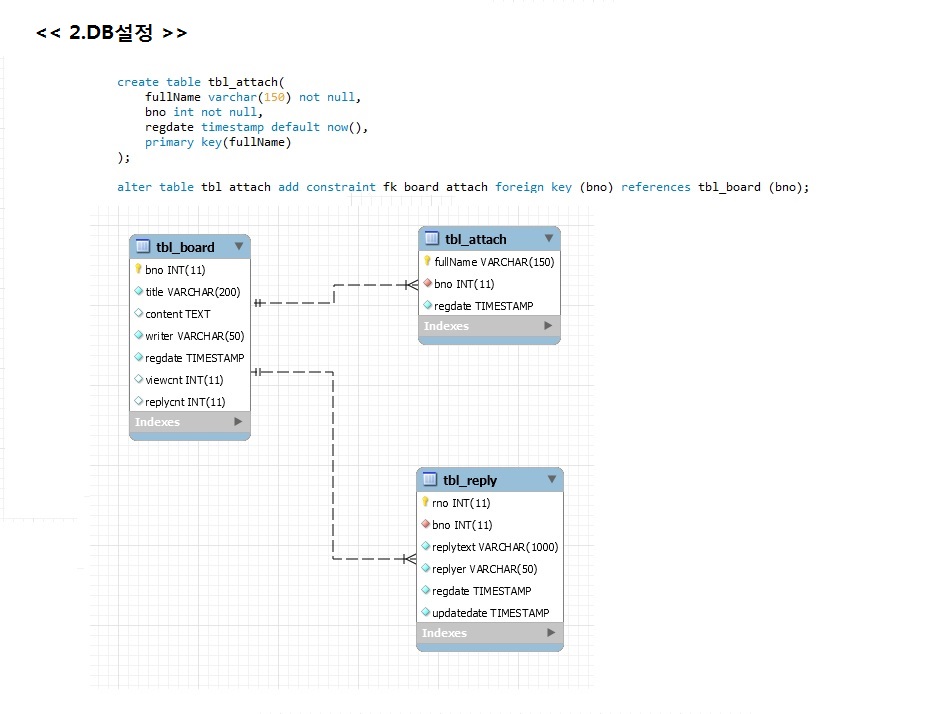 << 2.DB설정 >>
create table tbl_attach(
fullName varchar(150) not null,
bno int not null,
regdate timestamp default now(),
primary key(fullName)
);
alter table tbl attach add constraint fk board attach foreign key (bno) references tbl_board (bno);
tbl_board
bno INT(11)
title VARCHAR(200)
content TEXT
writer VARCHAR(50)
regdate TIMESTAMP
viewcnt INT(11)
replycnt INT(11)
Indexes
tbl_attach
fullName VARCHAR(150)
bno INT(11)
regdate TIMESTAMP
Indexes
tbl_reply
rno INT(11)
bno INT(11)
replytext VARCHAR(1000)
replyer VARCHAR(50)
regdate TIMESTAMP
updatedate TIMESTAMP
Indexes